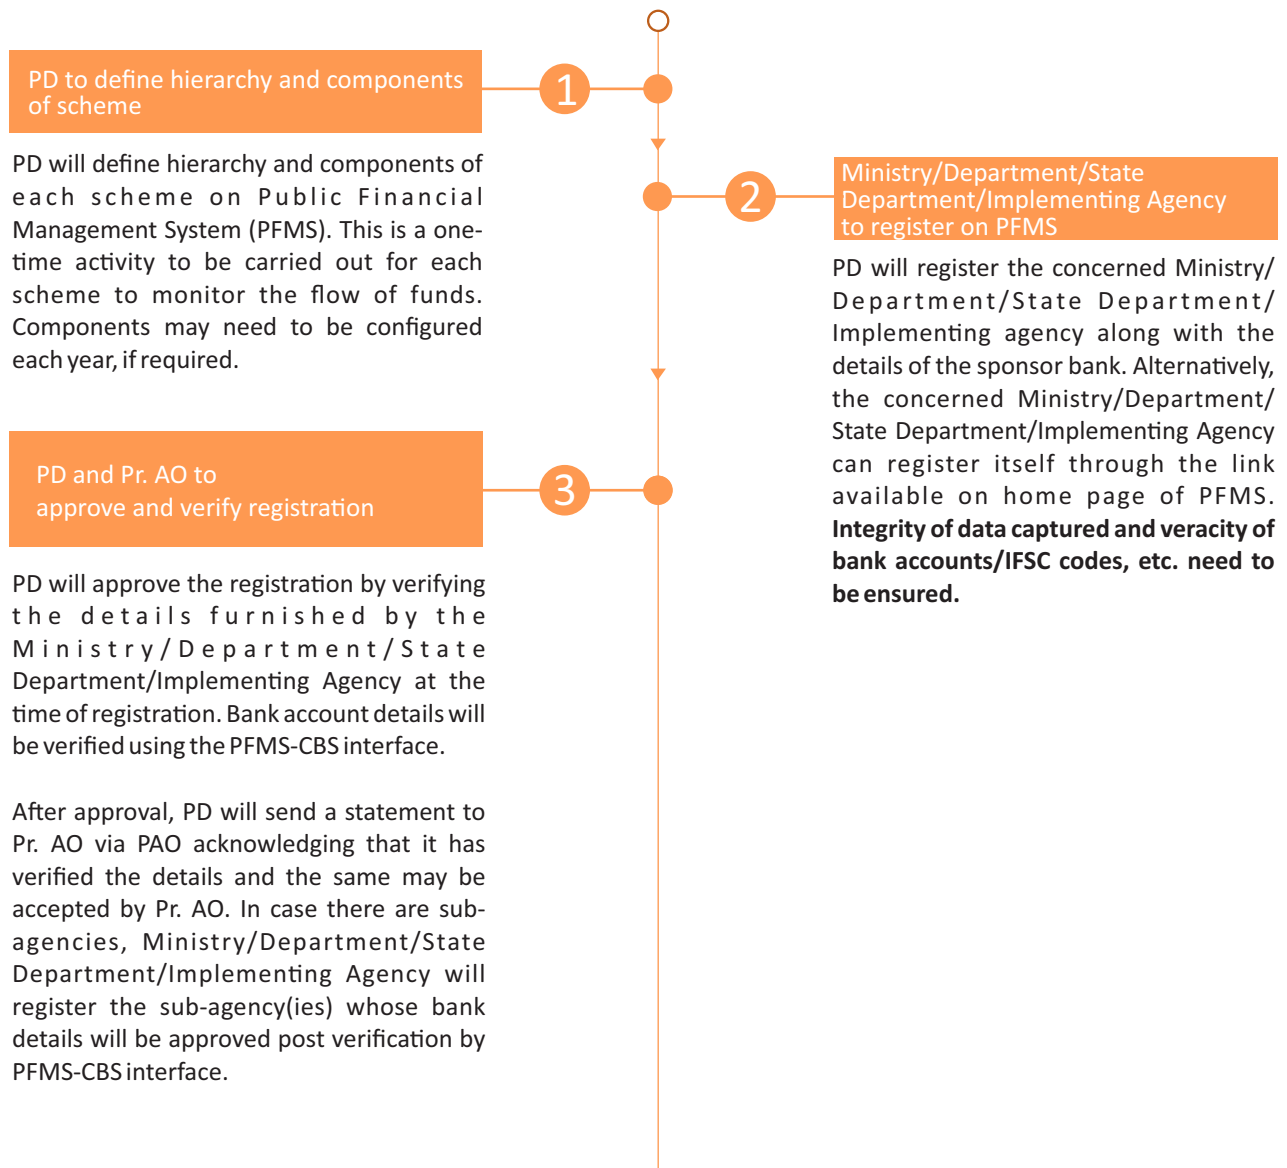 PD to define hierarchy and components
of scheme
1
PD will define hierarchy and components of
each scheme on Public Financial
Management System (PFMS). This is a one-
time activity to be carried out for each
scheme to monitor the flow of funds.
Components may need to be configured
each year, if required.
2
Ministry/Department/State
Department/Implementing Agency
to register on PFMS
PD will register the concerned Ministry/
Department/State Department/
Implementing agency along with the
details of the sponsor bank. Alternatively,
the concerned Ministry/Department/
State Department/Implementing Agency
can register itself through the link
available on home page of PFMS.
Integrity of data captured and veracity of
bank accounts/IFSC codes, etc. need to
be ensured.
PD and Pr. AO to
approve and verify registration
3
PD will approve the registration by verifying
the details furnished by the
Ministry/Department/State
Department/Implementing Agency at the
time of registration. Bank account details will
be verified using the PFMS-CBS interface.
After approval, PD will send a statement to
Pr. AO via PAO acknowledging that it has
verified the details and the same may be
accepted by Pr. AO. In case there are sub-
agencies, Ministry/Department/State
Department/Implementing Agency will
register the sub-agency(ies) whose bank
details will be approved post verification by
PFMS-CBS interface.